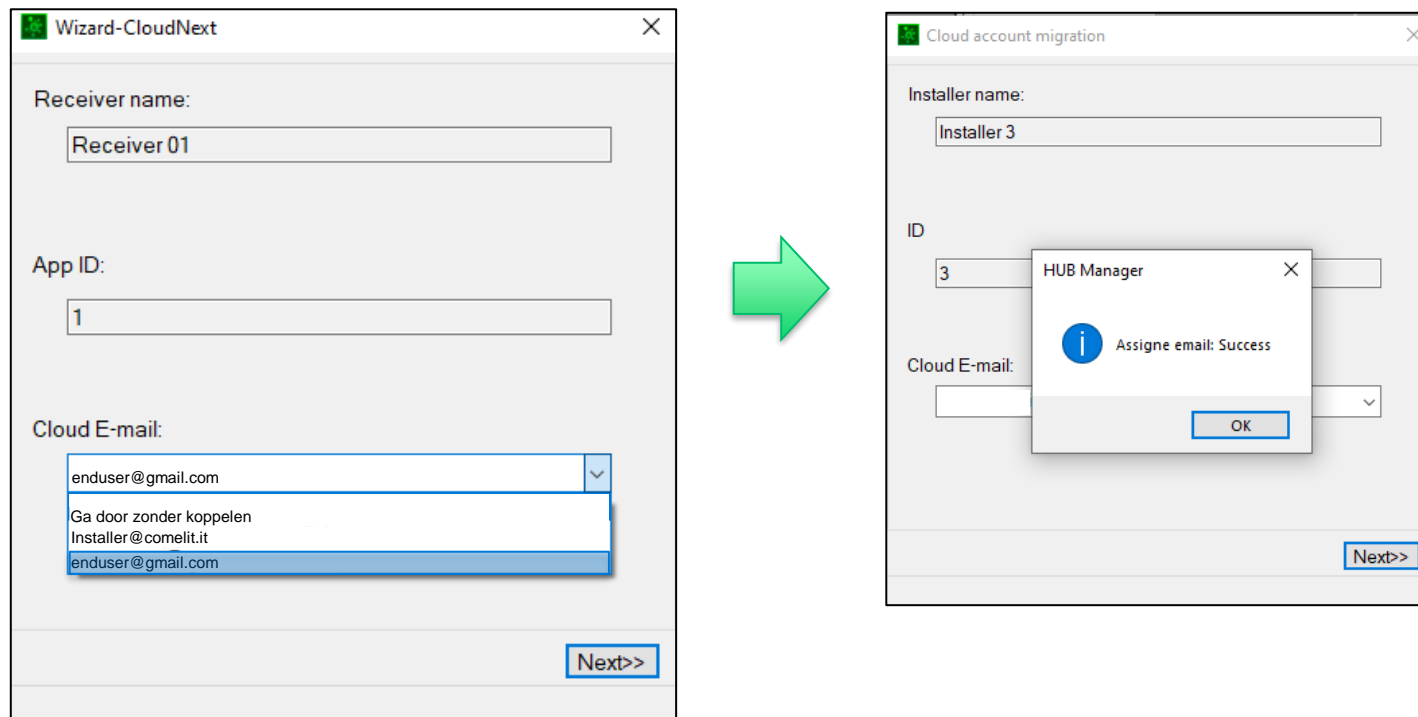 Wizard-CloudNext
Receiver name:
Receiver 01
App ID:
1
Cloud E-mail:
enduser@gmail.com
Ga door zonder koppelen
Installer@comelit.it
enduser@gmail.com
Next>>
Cloud account migration
Installer name:
Installer 3
ID
3
HUB Manager
Assigne email: Success
Cloud E-mail:
OK
Next>>